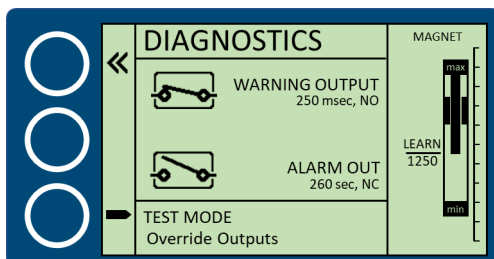 DIAGNOSTICS
WARNING OUTPUT
250 msec, NO
ALARM OUT
260 sec, NC
TEST MODE
Override Outputs
MAGNET
max
LEARN
1250
min